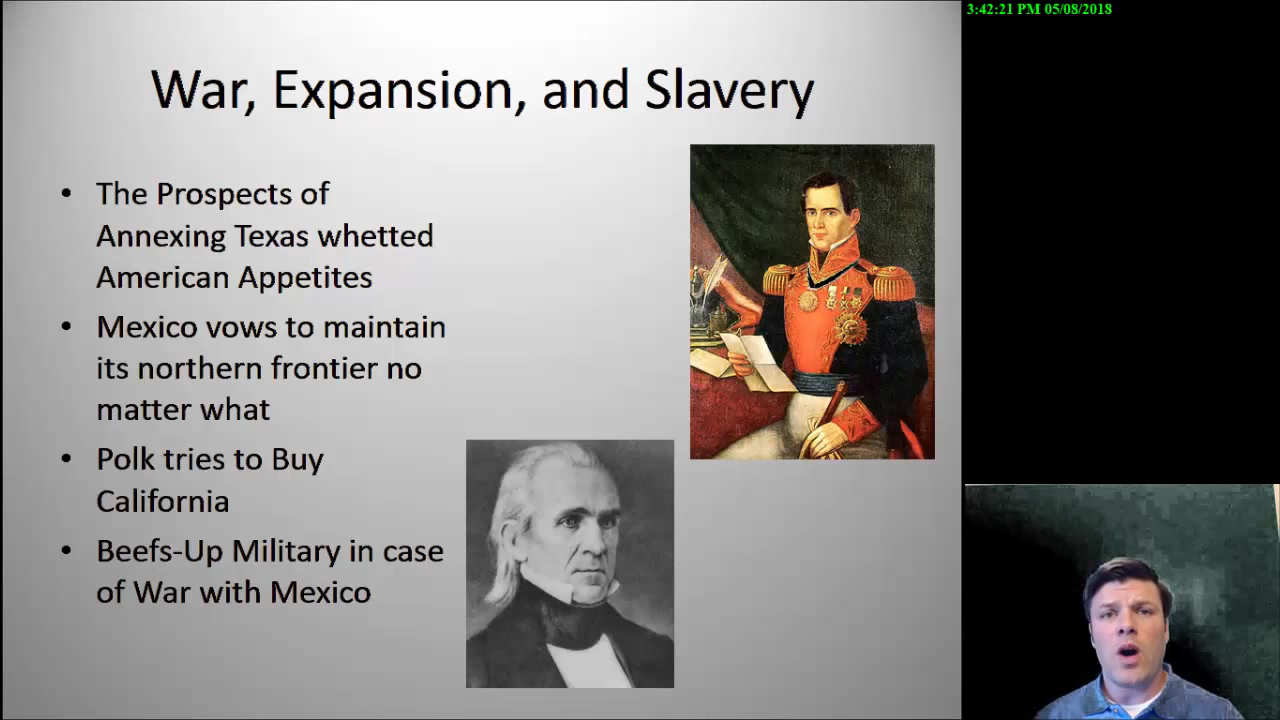 War, Expansion, and Slavery
• The Prospects of
Annexing Texas whetted
American Appetites
• Mexico vows to maintain
its northern frontier no
matter what
• Polk tries to Buy
California
• Beefs-Up Military in case
of War with Mexico
3:42:21 PM 05/08/2018